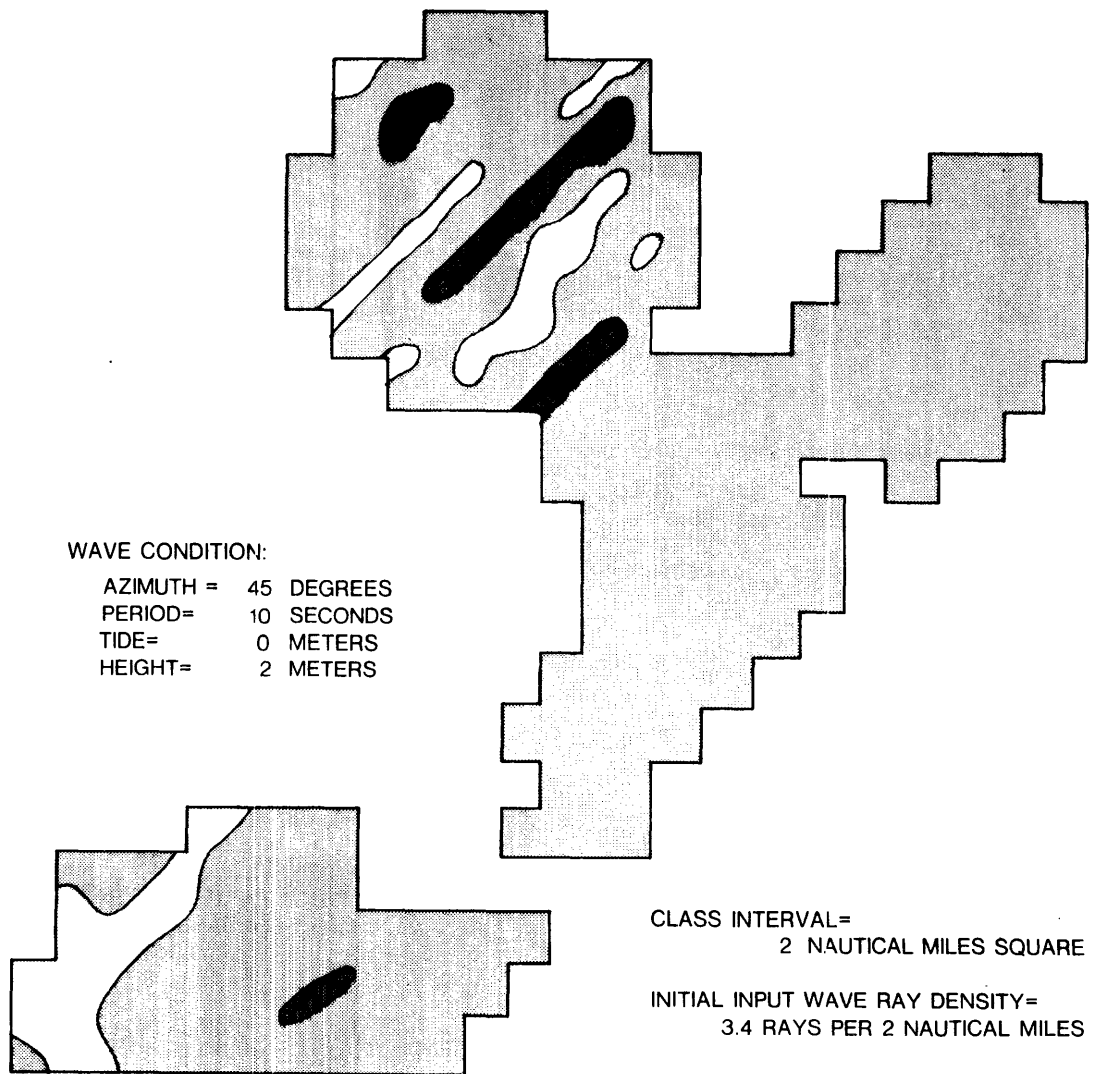 WAVE CONDITION:
AZIMUTH = 45 DEGREES
PERIOD= 10 SECONDS
TIDE= 0 METERS
HEIGHT= 2 METERS
CLASS INTERVAL=
2 NAUTICAL MILES SQUARE
INITIAL INPUT WAVE RAY DENSITY=
3.4 RAYS PER 2 NAUTICAL MILES